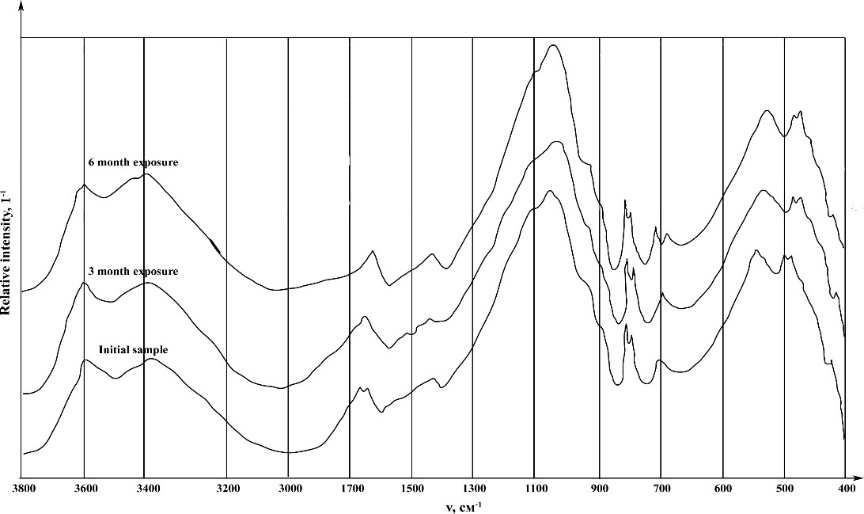 6 month exposure
3 month exposure
Initial sample
Relative intensity, 1⁻¹
3800 3600 3400 3200 3000 1700 1500 1300 1100 900 700 600 500 400
ν, см⁻¹